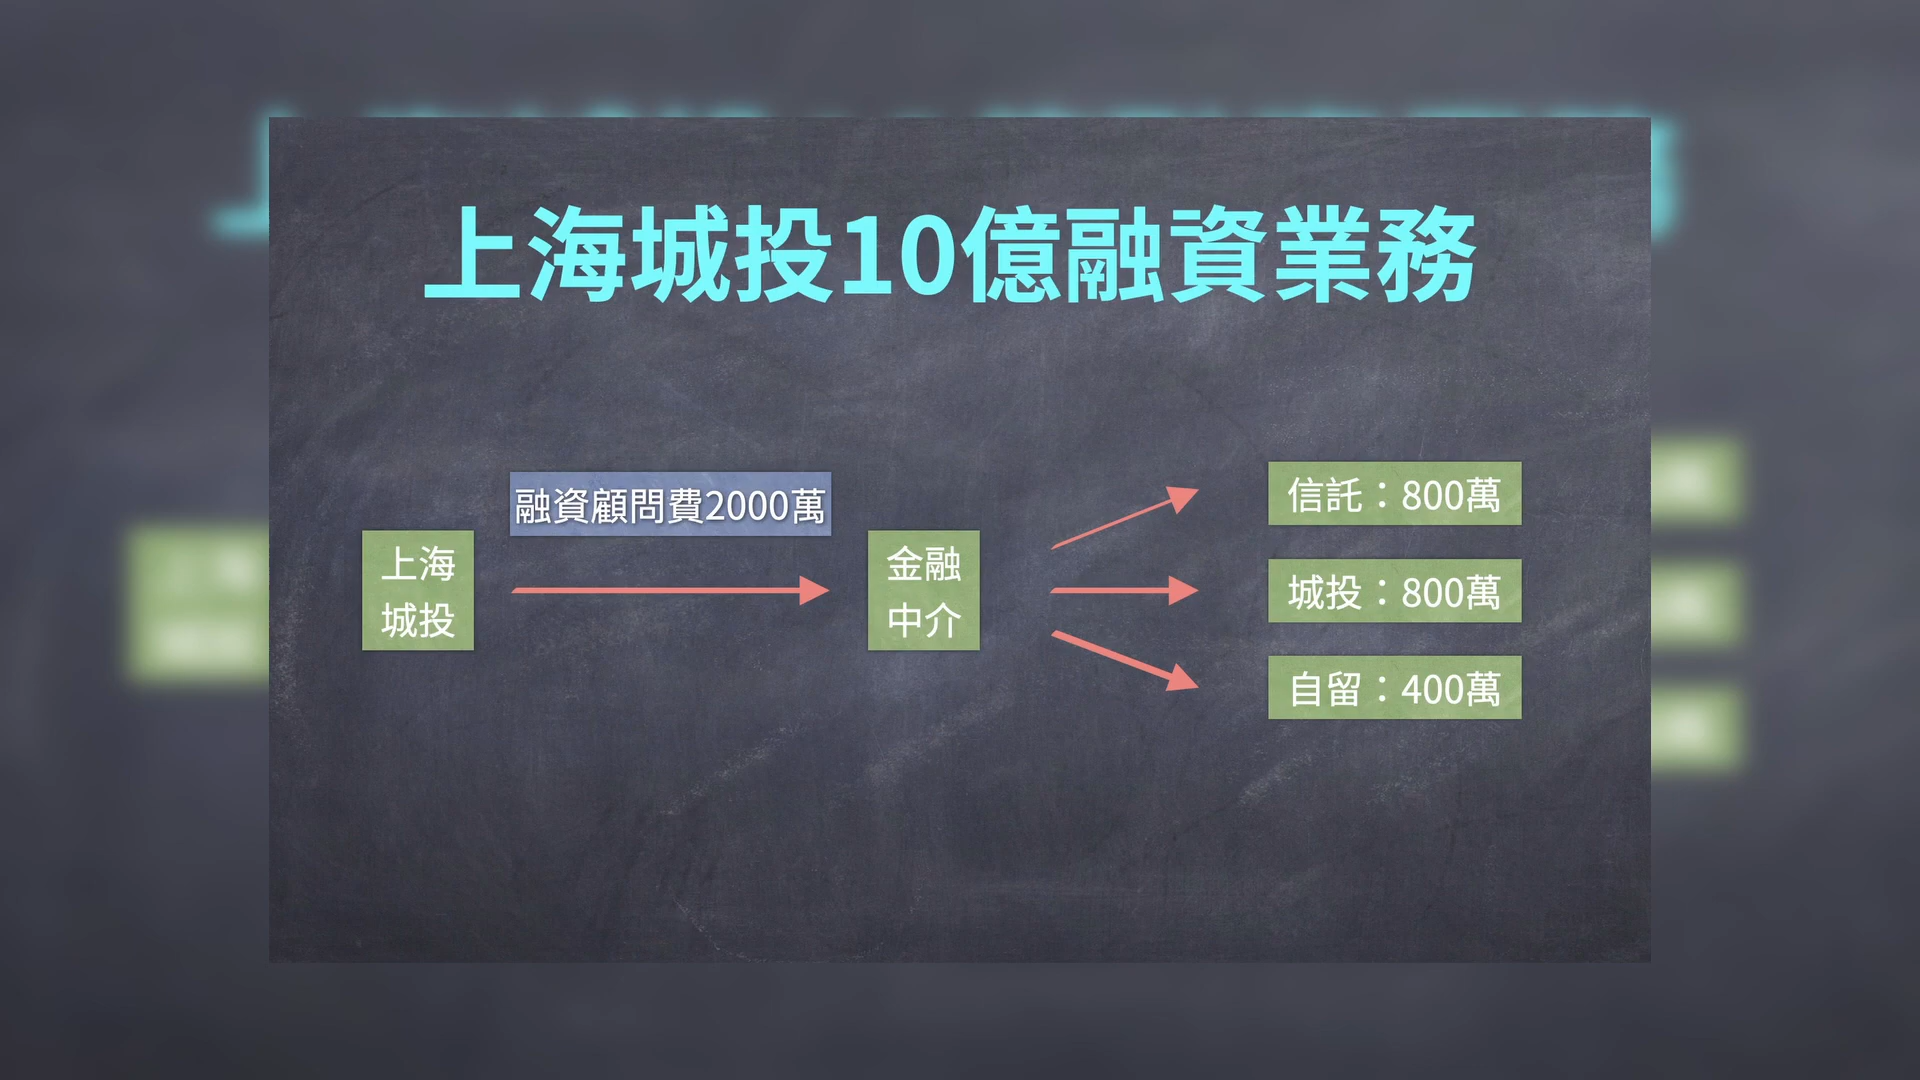 上海城投10億融資業務
融資顧問費2000萬
上海
城投
金融
中介
信託：800萬
城投：800萬
自留：400萬